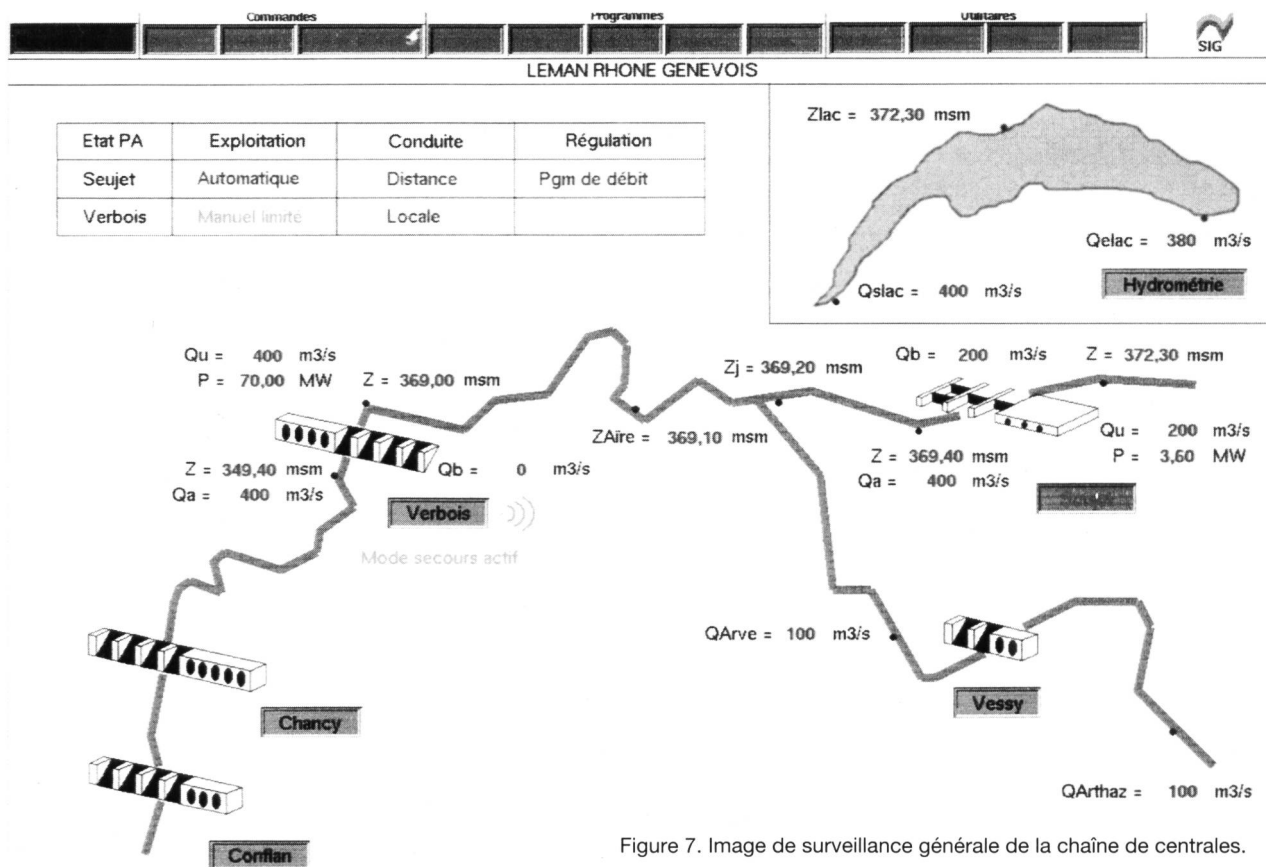 Commandes Programmes Utilitaires
SIG
LEMAN RHONE GENEVOIS
Etat PA Exploitation Conduite Régulation
Seujet Automatique Distance Pgm de débit
Verbois Manuel limité Locale
Zlac = 372,30 msm
Qelac = 380 m3/s
Qslac = 400 m3/s
Hydrométrie
Qu = 400 m3/s
P = 70,00 MW
Z = 369,00 msm
Zj = 369,20 msm
Qb = 200 m3/s
Z = 372,30 msm
ZAïre = 369,10 msm
Qu = 200 m3/s
P = 3,60 MW
Z = 369,40 msm
Qa = 400 m3/s
Z = 349,40 msm
Qa = 400 m3/s
Qb = 0 m3/s
Verbois
Mode secours actif
QArve = 100 m3/s
Vessy
Chancy
QArthaz = 100 m3/s
Conflan
Figure 7. Image de surveillance générale de la chaîne de centrales.